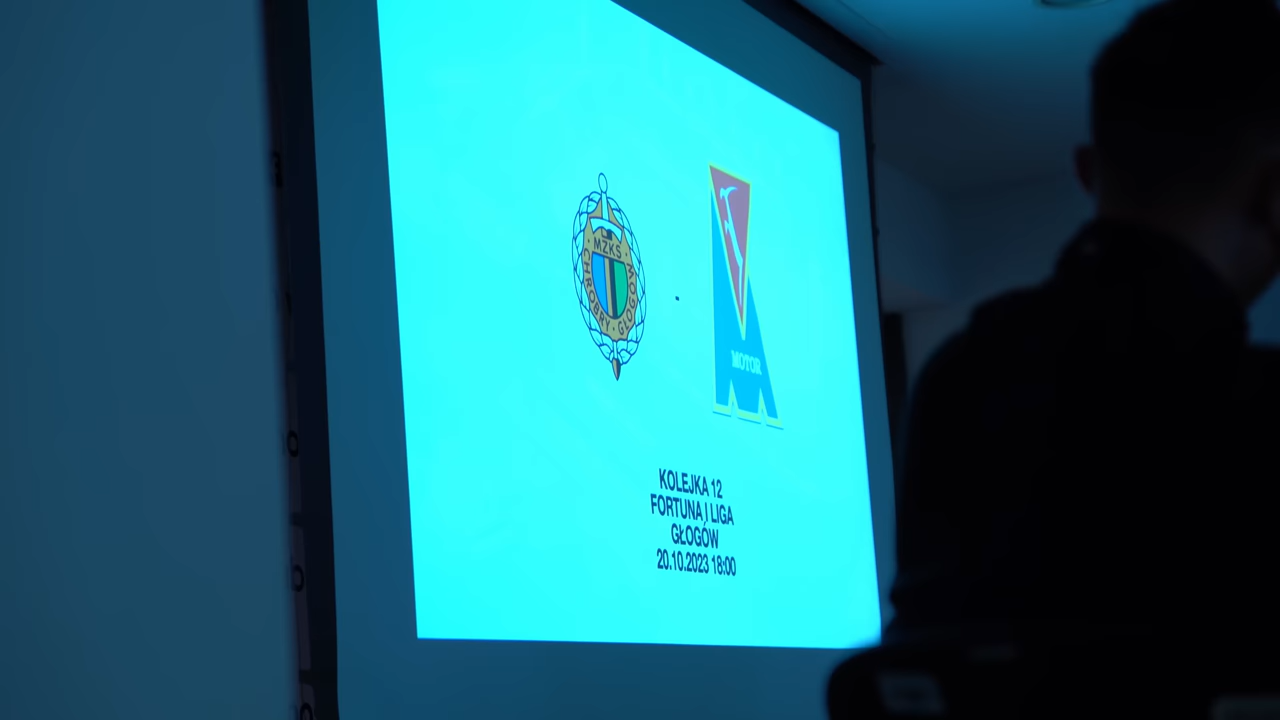 MZKS
CHROBRY · GŁOGÓW
MOTOR
KOLEJKA 12
FORTUNA I LIGA
GŁOGÓW
20.10.2023 18:00